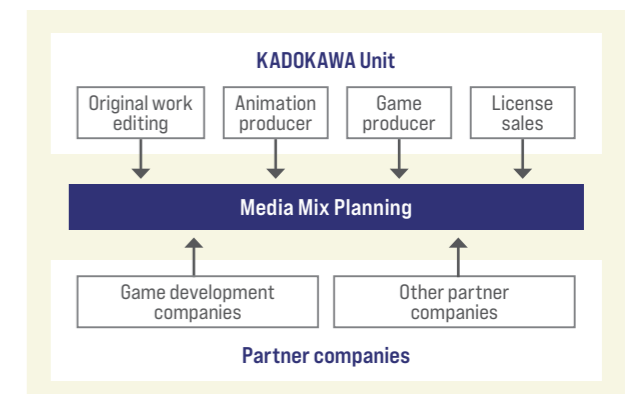 KADOKAWA Unit
Original work
editing
Animation
producer
Game
producer
License
sales
Media Mix Planning
Game development
companies
Other partner
companies
Partner companies